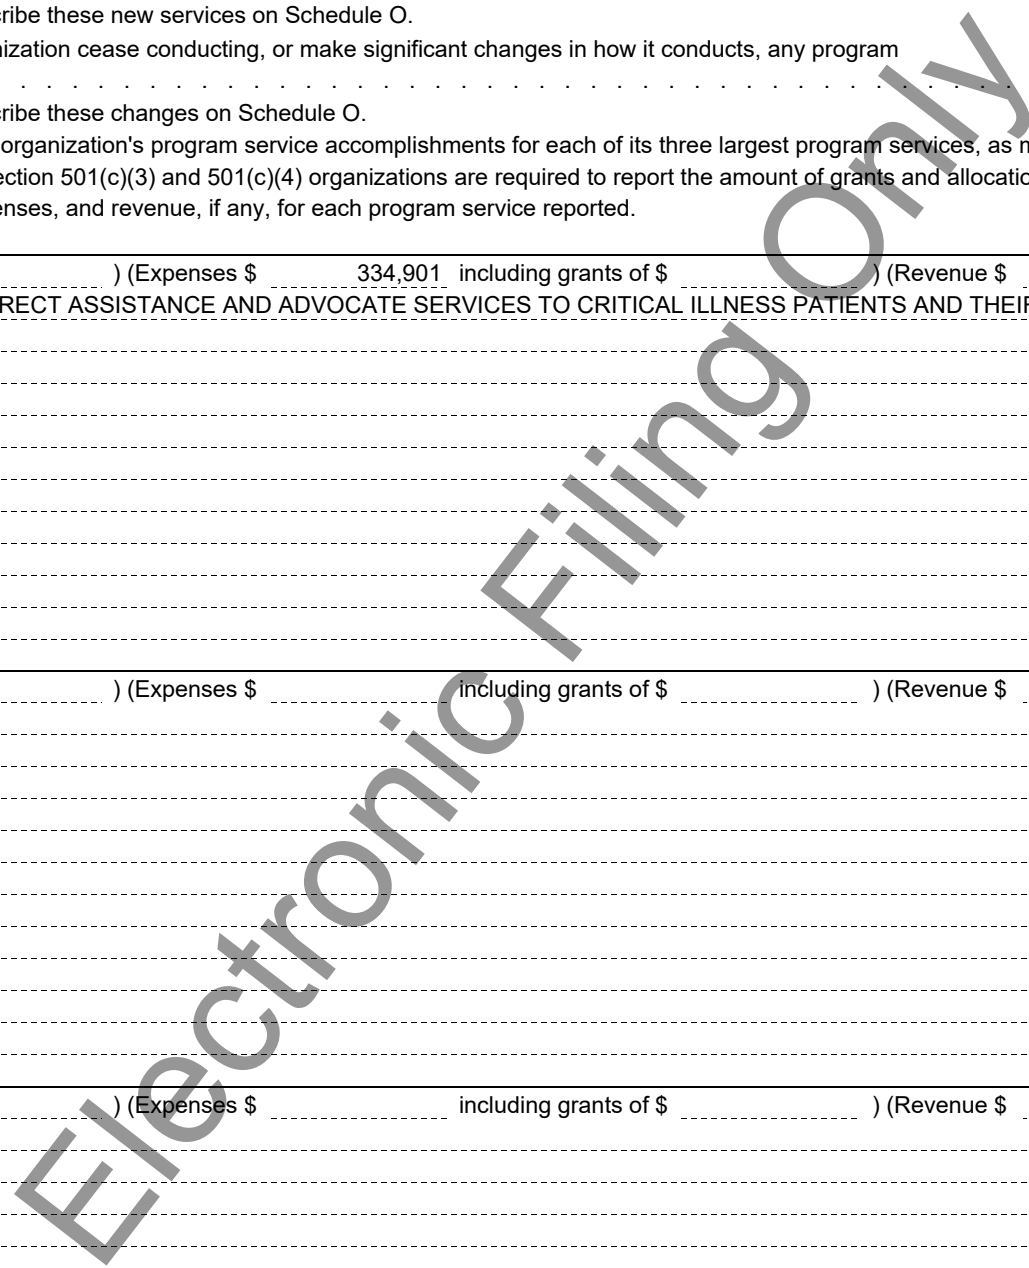 ribe these new services on Schedule O.
nization cease conducting, or make significant changes in how it conducts, any program
. . . . . . . . . . . . . . . . . . . . . . . . . . . . . . . . . . . . . . .
ribe these changes on Schedule O.
organization's program service accomplishments for each of its three largest program services, as m
ection 501(c)(3) and 501(c)(4) organizations are required to report the amount of grants and allocatio
enses, and revenue, if any, for each program service reported.
) (Expenses $ 334,901 including grants of $ ) (Revenue $
RECT ASSISTANCE AND ADVOCATE SERVICES TO CRITICAL ILLNESS PATIENTS AND THEIR
) (Expenses $ including grants of $ ) (Revenue $
) (Expenses $ including grants of $ ) (Revenue $
Electronic Filing Only